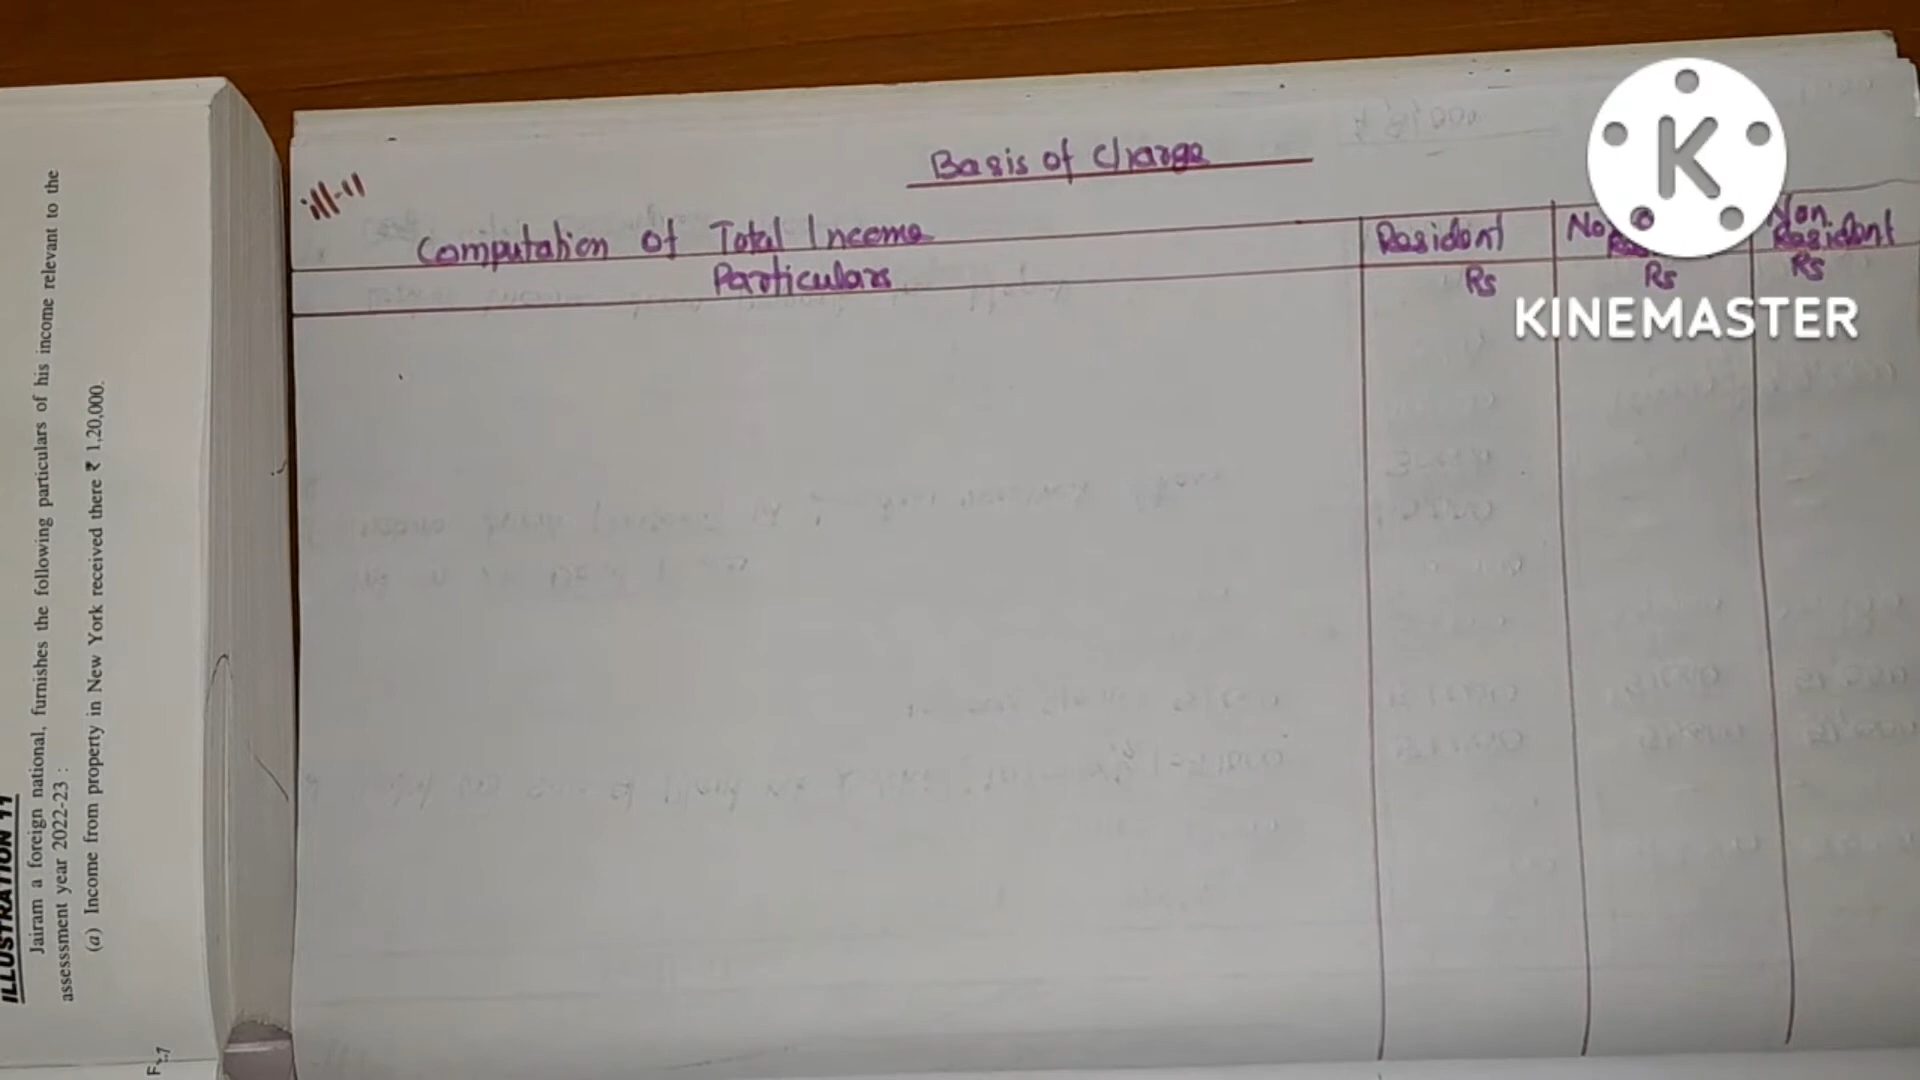 ILLUSTRATION 11
Jairam a foreign national, furnishes the following particulars of his income relevant to the
assesssment year 2022-23 :
(a) Income from property in New York received there ₹ 1,20,000.
ill-11
Basis of Charge
Computation of Total Income
Particulars
Resident
Rs
No
Rs
Non
Resident
Rs
K
KINEMASTER